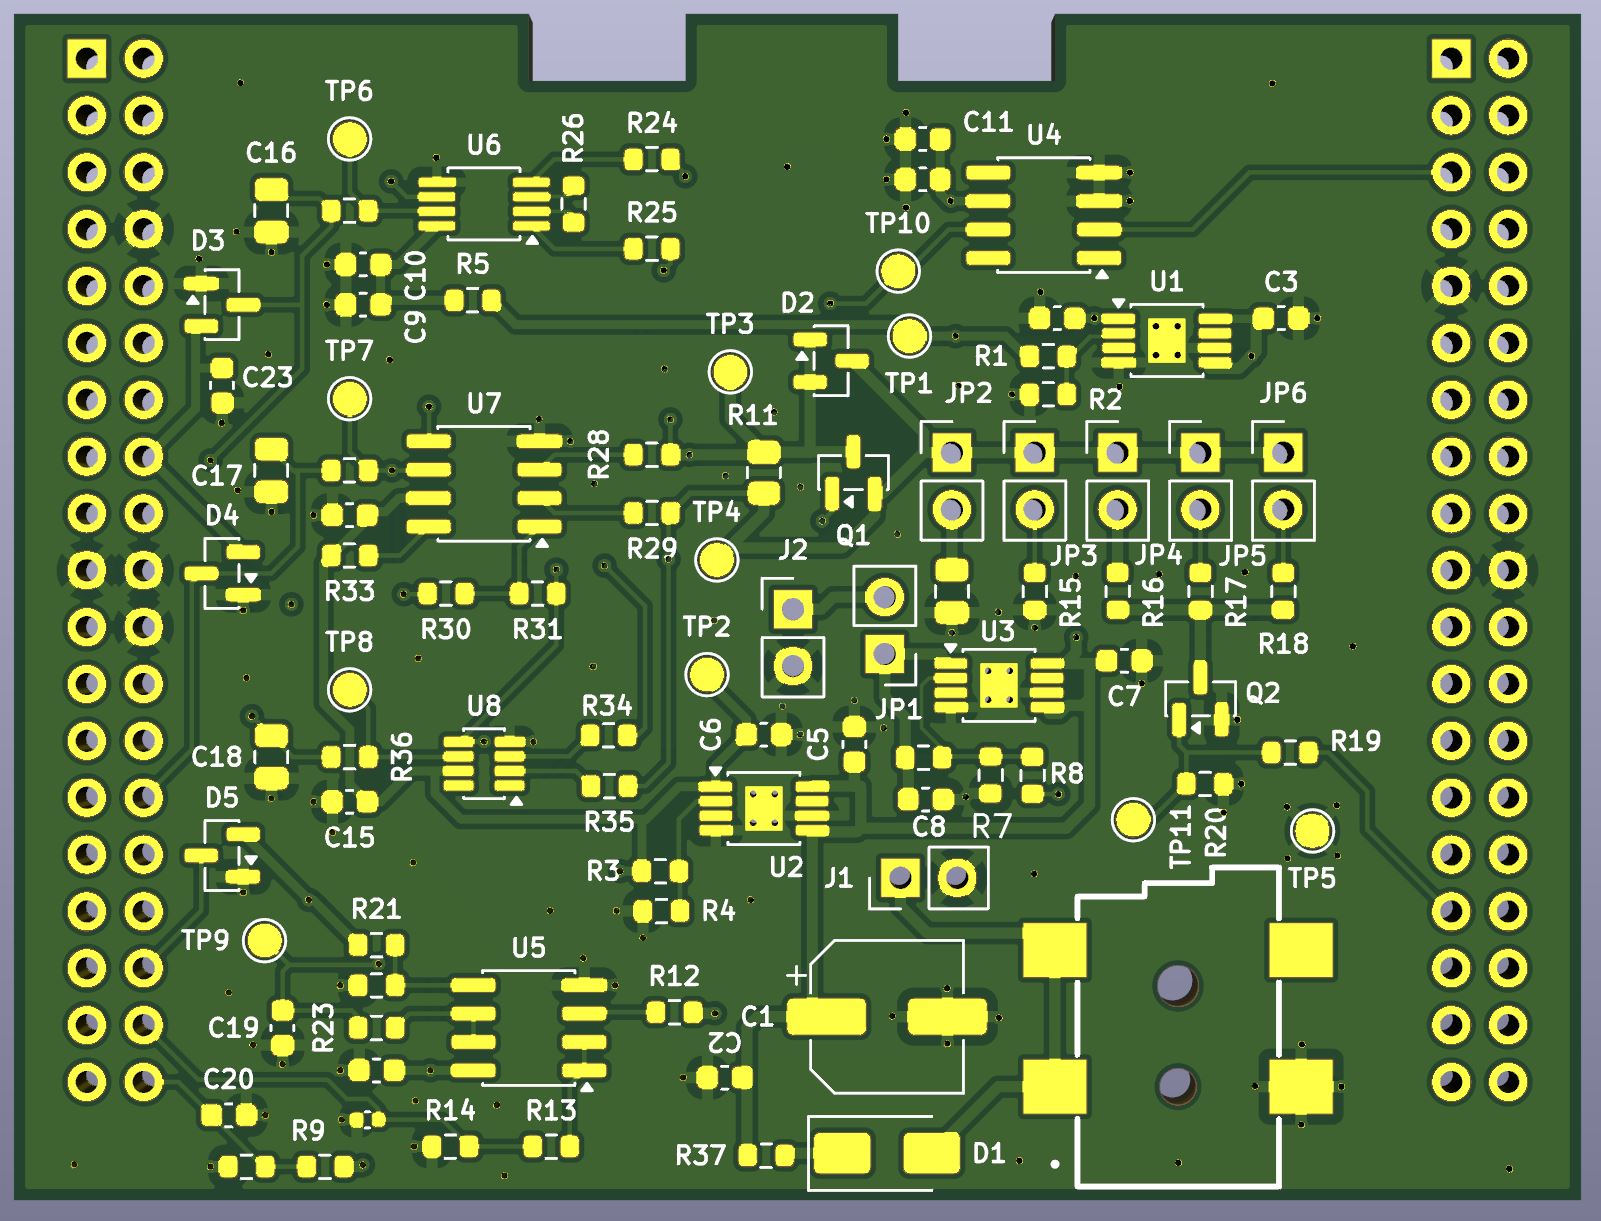 TP6
R26
R24
C11
U4
C16
U6
TP10
R25
D3
C10
R5
U1
C3
D2
C9
TP3
TP7
R1
TP1
JP2
R2
JP6
C23
U7
R11
C17
R28
D4
TP4
Q1
R29
J2
JP3
JP4
JP5
R33
R30
R31
R15
R16
R17
TP8
TP2
U3
R18
C7
Q2
U8
R34
JP1
C6
C5
R36
C18
R19
R8
D5
C15
R35
C8
R7
TP11
R20
U2
R3
J1
TP5
R21
R4
TP9
U5
R12
+
C1
C19
R23
C2
C20
R14
R13
R9
R37
D1